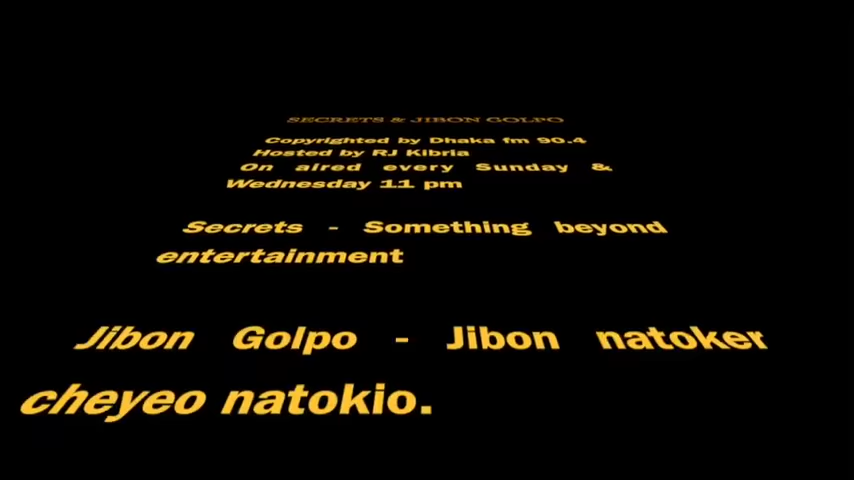 SECRETS & JIBON GOLPO
Copyrighted by Dhaka fm 90.4
Hosted by RJ Kibria
On aired every Sunday &
Wednesday 11 pm
Secrets - Something beyond
entertainment
Jibon Golpo - Jibon natoker
cheyeo natokio.